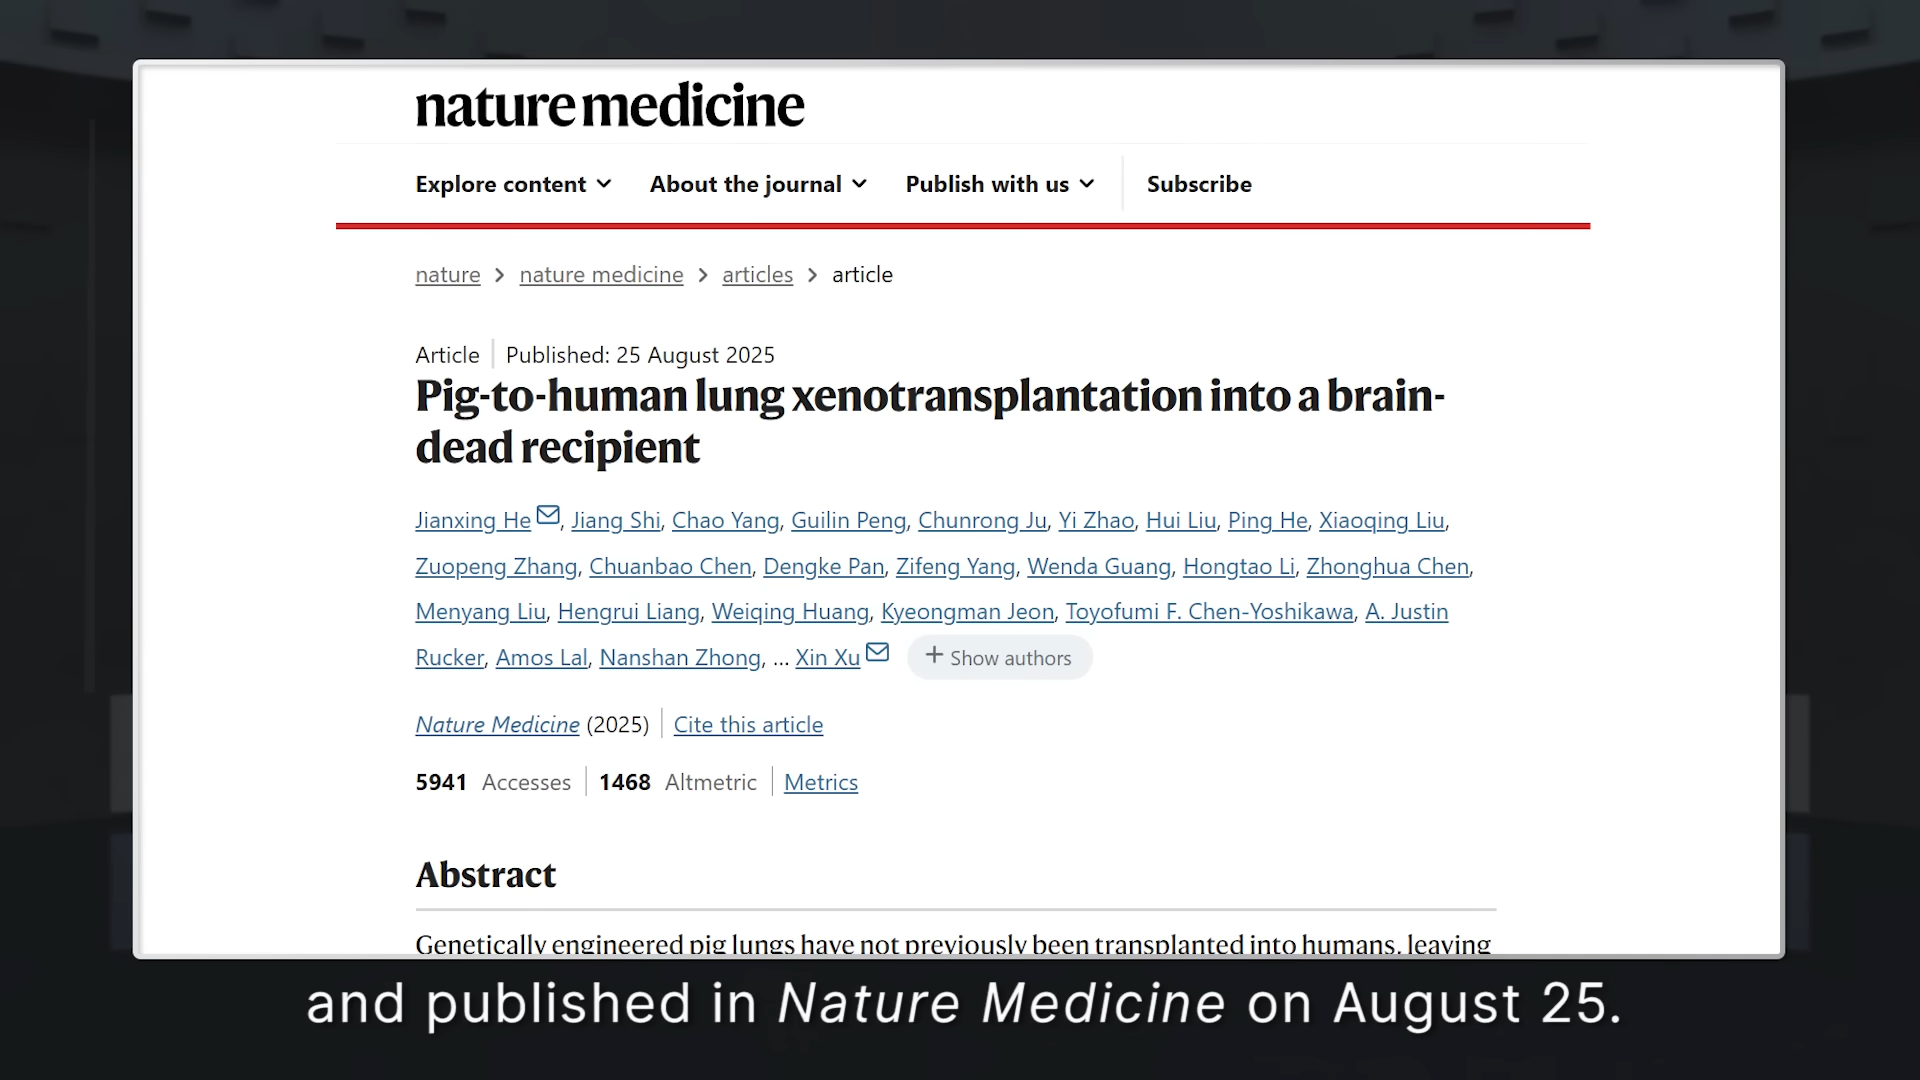 nature medicine
Explore content About the journal Publish with us Subscribe
nature > nature medicine > articles > article
Article Published: 25 August 2025
Pig-to-human lung xenotransplantation into a brain-
dead recipient
Jianxing He, Jiang Shi, Chao Yang, Guilin Peng, Chunrong Ju, Yi Zhao, Hui Liu, Ping He, Xiaoqing Liu,
Zuopeng Zhang, Chuanbao Chen, Dengke Pan, Zifeng Yang, Wenda Guang, Hongtao Li, Zhonghua Chen,
Menyang Liu, Hengrui Liang, Weiqing Huang, Kyeongman Jeon, Toyofumi F. Chen-Yoshikawa, A. Justin
Rucker, Amos Lal, Nanshan Zhong, ... Xin Xu + Show authors
Nature Medicine (2025) Cite this article
5941 Accesses 1468 Altmetric Metrics
Abstract
Genetically engineered pig lungs have not previously been transplanted into humans, leaving
and published in Nature Medicine on August 25.